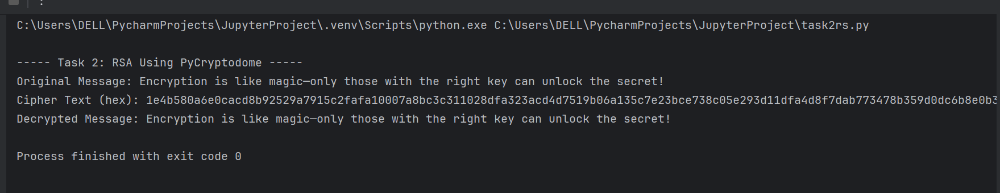 C:\Users\DELL\PycharmProjects\JupyterProject\.venv\Scripts\python.exe C:\Users\DELL\PycharmProjects\JupyterProject\task2rs.py
----- Task 2: RSA Using PyCryptodome -----
Original Message: Encryption is like magic—only those with the right key can unlock the secret!
Cipher Text (hex): 1e4b580a6e0cacd8b92529a7915c2fafa10007a8bc3c311028dfa323acd4d7519b06a135c7e23bce738c05e293d11dfa4d8f7dab773478b359d0dc6b8e0b3
Decrypted Message: Encryption is like magic—only those with the right key can unlock the secret!
Process finished with exit code 0